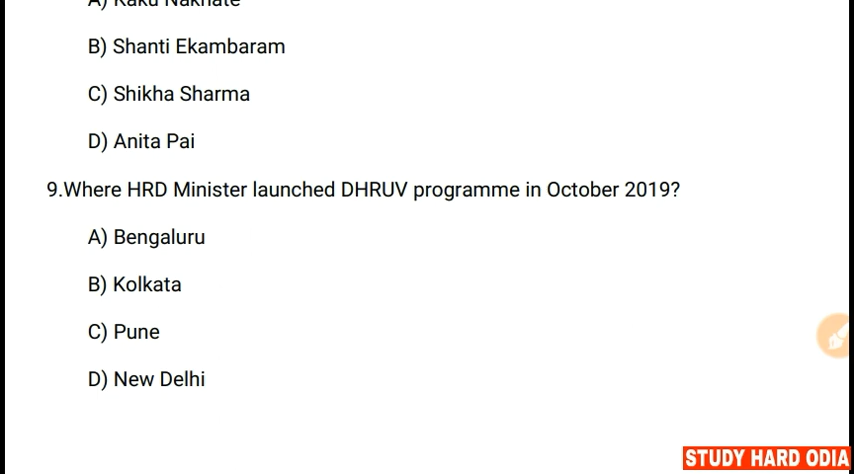 B) Shanti Ekambaram
C) Shikha Sharma
D) Anita Pai
9.Where HRD Minister launched DHRUV programme in October 2019?
A) Bengaluru
B) Kolkata
C) Pune
D) New Delhi
STUDY HARD ODIA